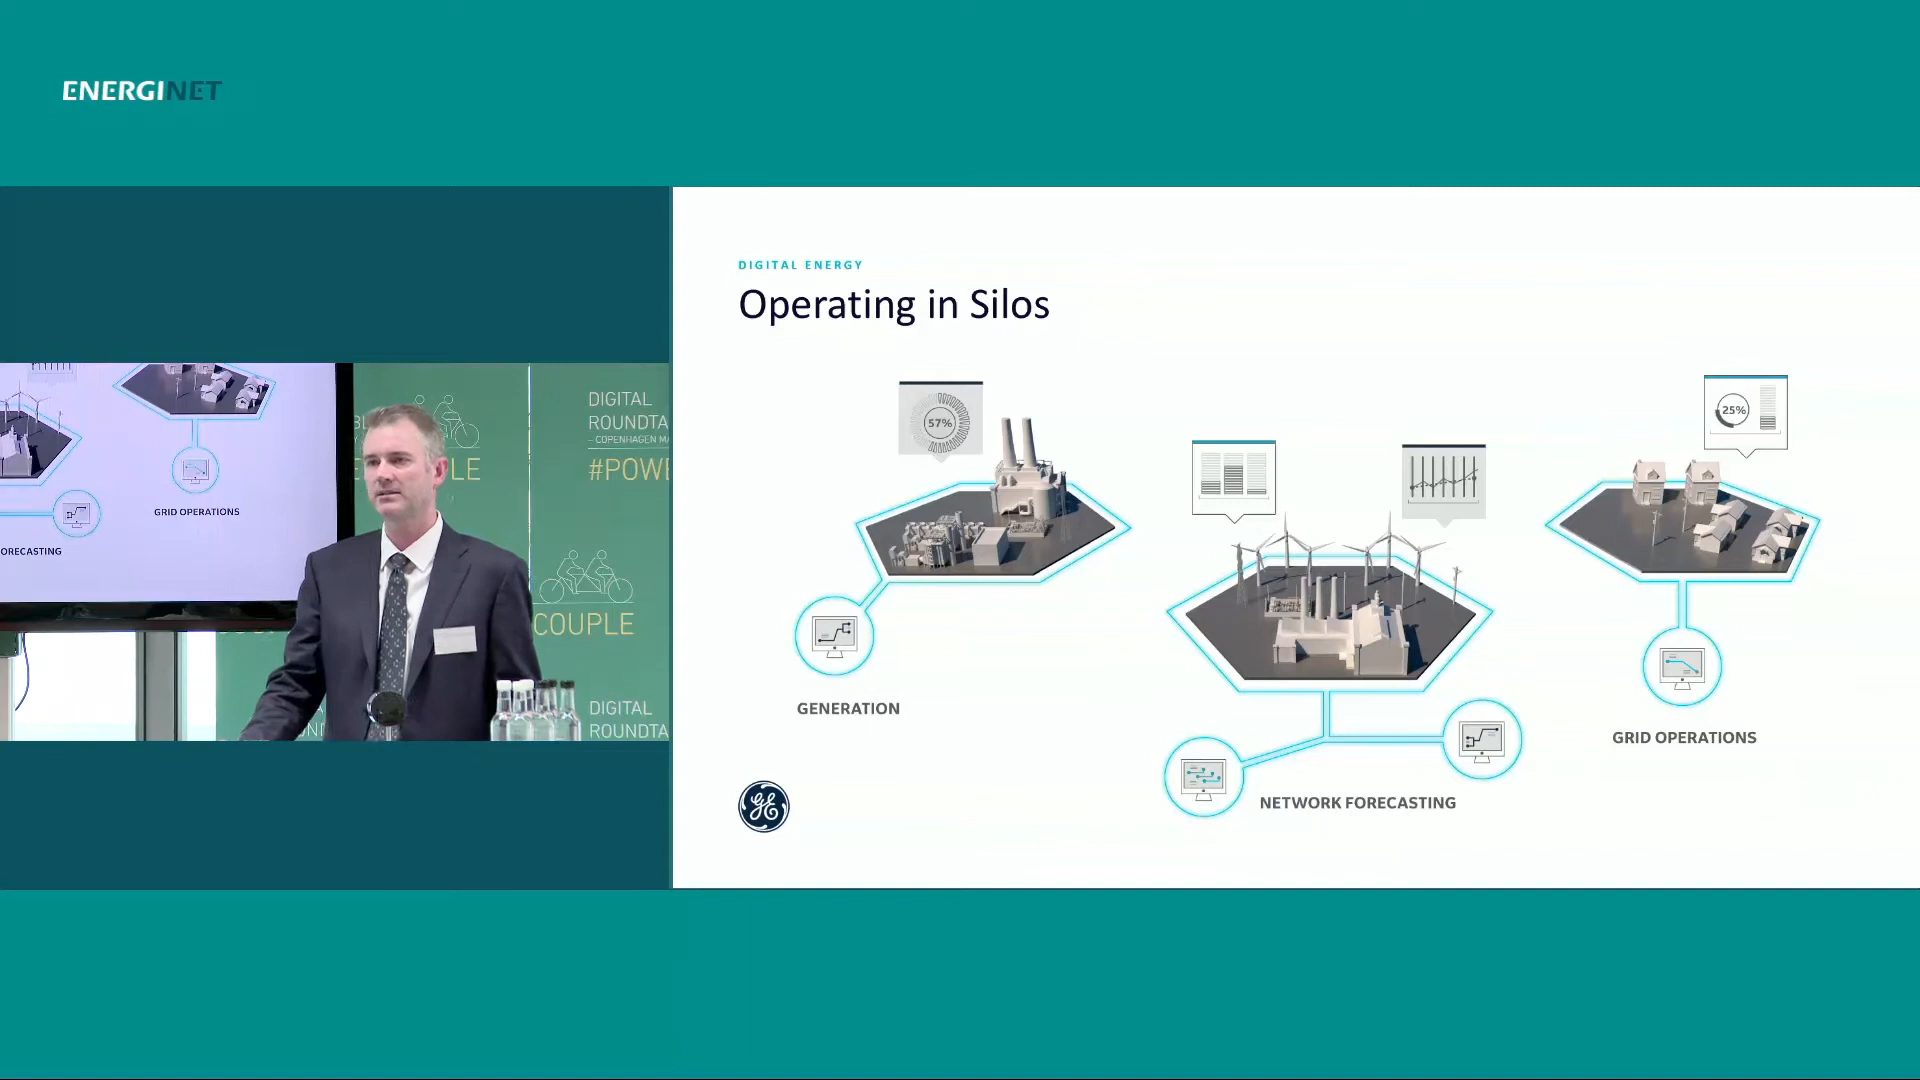 ENERGINET
DIGITAL ENERGY
Operating in Silos
57%
25%
GENERATION
NETWORK FORECASTING
GRID OPERATIONS
GE
GRID OPERATIONS
ORECASTING
DIGITAL
ROUNDTA
– COPENHAGEN MA
#POWE
LE
COUPLE
DIGITAL
ROUNDTA